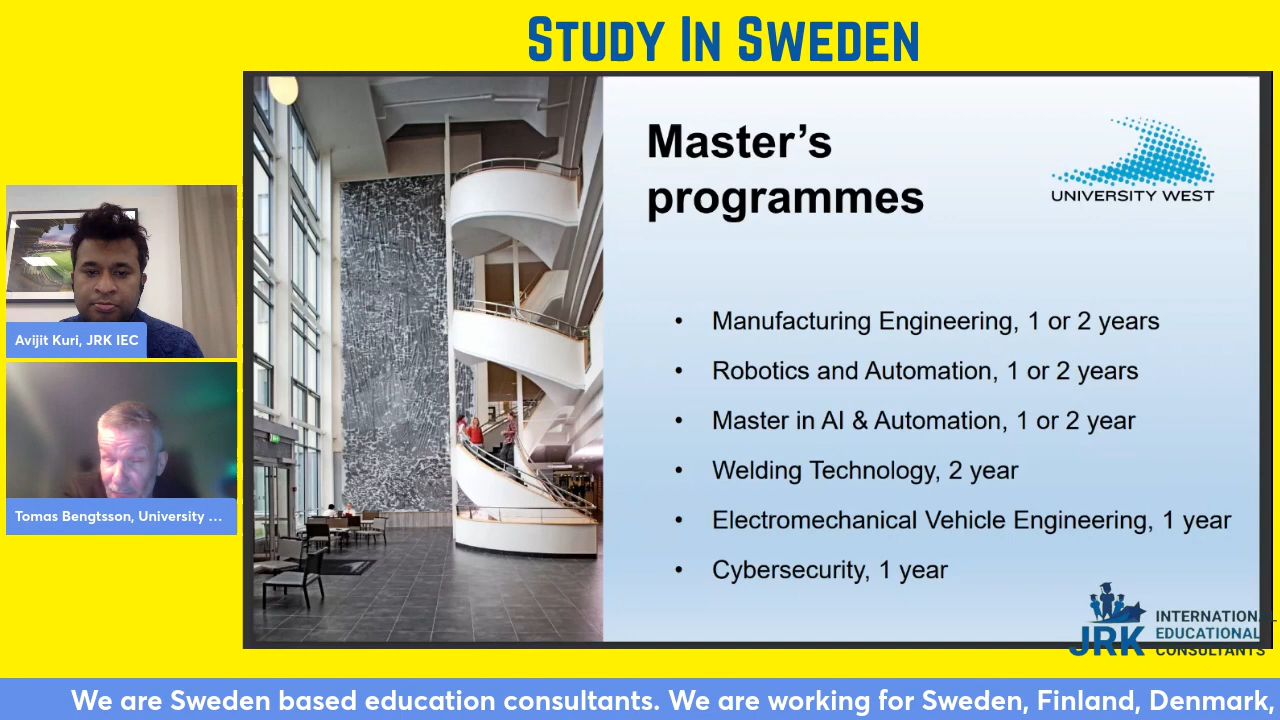 STUDY IN SWEDEN
Master's
programmes
UNIVERSITY WEST
• Manufacturing Engineering, 1 or 2 years
• Robotics and Automation, 1 or 2 years
• Master in AI & Automation, 1 or 2 year
• Welding Technology, 2 year
• Electromechanical Vehicle Engineering, 1 year
• Cybersecurity, 1 year
Avijit Kuri, JRK IEC
Tomas Bengtsson, University ...
JRK
INTERNATIONAL
EDUCATIONAL
CONSULTANTS
We are Sweden based education consultants. We are working for Sweden, Finland, Denmark,